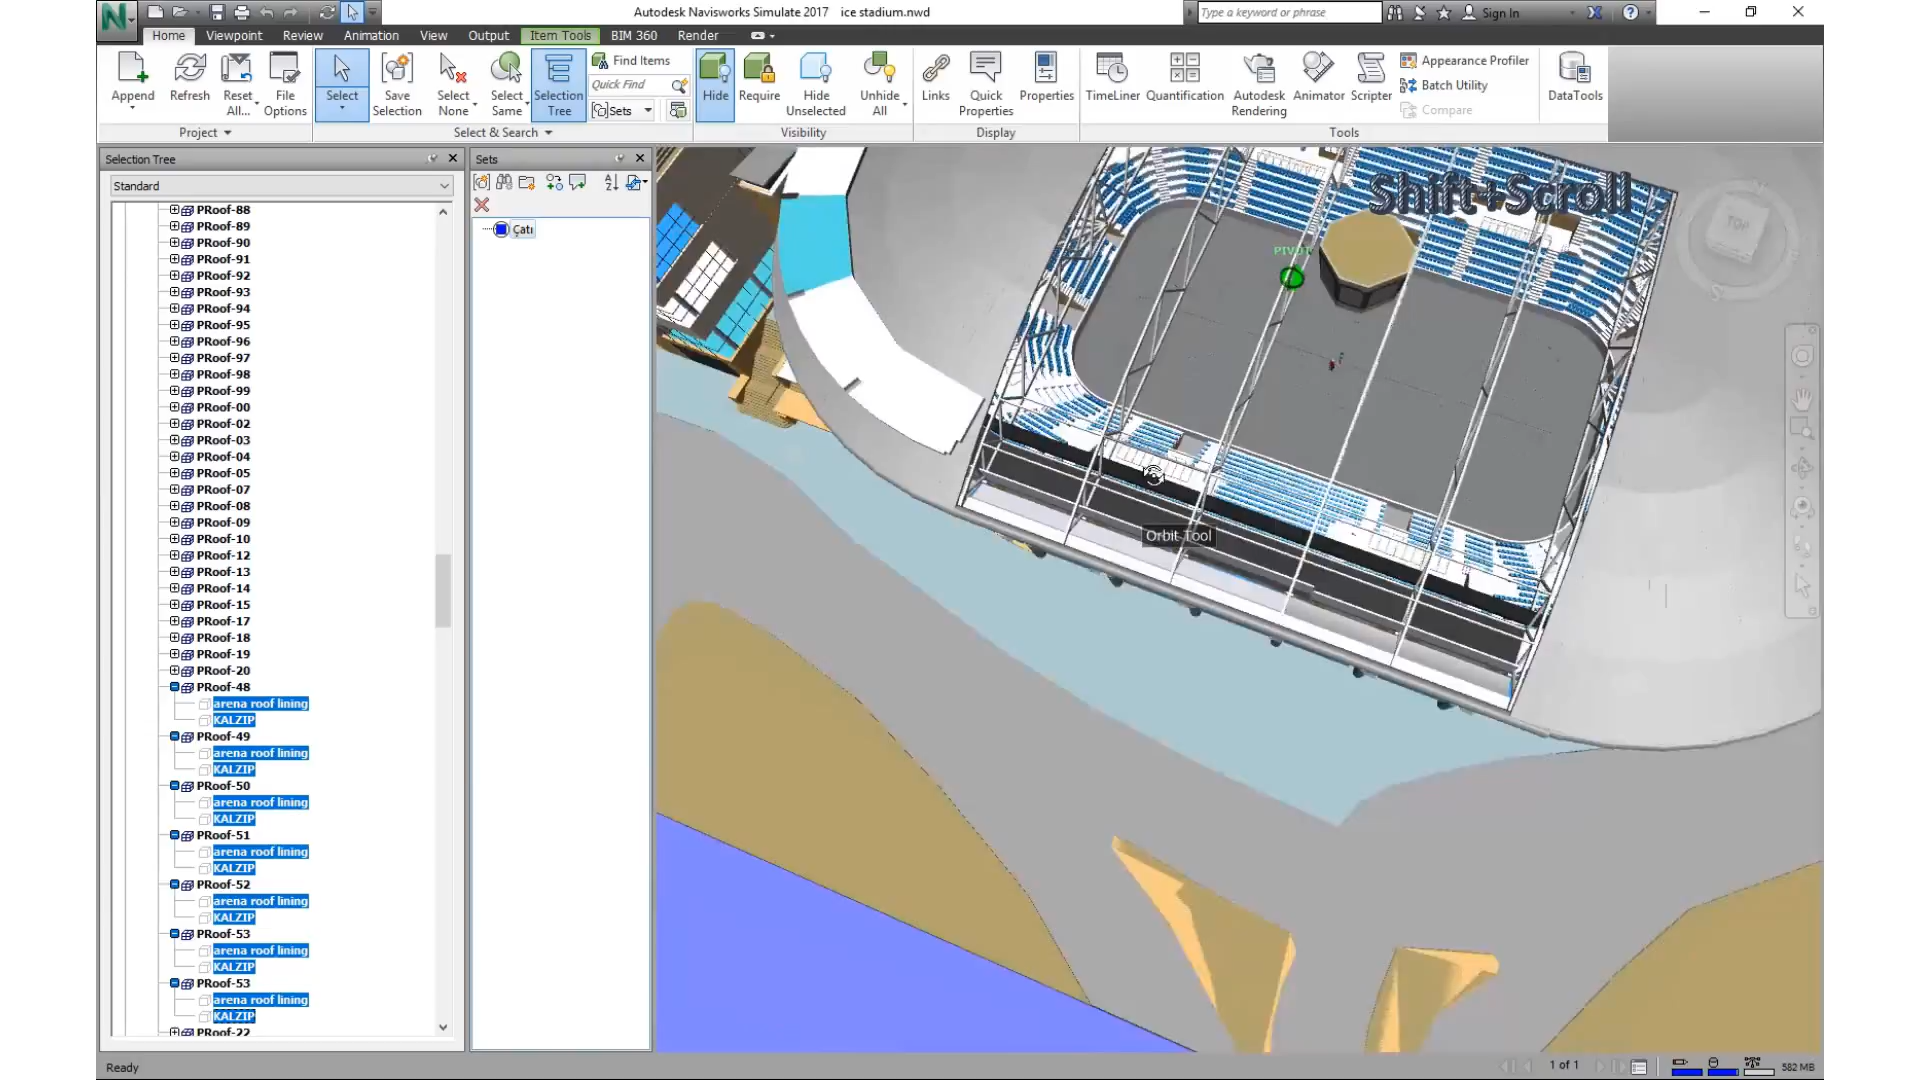 Autodesk Navisworks Simulate 2017    ice stadium.nwd
Type a keyword or phrase
Sign In
Home
Viewpoint
Review
Animation
View
Output
Item Tools
BIM 360
Render
Append
Refresh
Reset All...
File Options
Project
Select
Save Selection
Select None
Select Same
Selection Tree
Find Items
Quick Find
Sets
Select & Search
Hide
Require
Hide Unselected
Unhide All
Visibility
Links
Quick Properties
Properties
Display
TimeLiner
Quantification
Autodesk Rendering
Animator
Scripter
Appearance Profiler
Batch Utility
Compare
Tools
DataTools
Selection Tree
Standard
PRoof-88
PRoof-89
PRoof-90
PRoof-91
PRoof-92
PRoof-93
PRoof-94
PRoof-95
PRoof-96
PRoof-97
PRoof-98
PRoof-99
PRoof-00
PRoof-02
PRoof-03
PRoof-04
PRoof-05
PRoof-07
PRoof-08
PRoof-09
PRoof-10
PRoof-12
PRoof-13
PRoof-14
PRoof-15
PRoof-17
PRoof-18
PRoof-19
PRoof-20
PRoof-48
arena roof lining
KALZIP
PRoof-49
arena roof lining
KALZIP
PRoof-50
arena roof lining
KALZIP
PRoof-51
arena roof lining
KALZIP
PRoof-52
arena roof lining
KALZIP
PRoof-53
arena roof lining
KALZIP
PRoof-53
arena roof lining
KALZIP
PRoof-22
Sets
Çatı
Shift+Scroll
TOP
S
PIVOT
Orbit Tool
Ready
1 of 1
582 MB